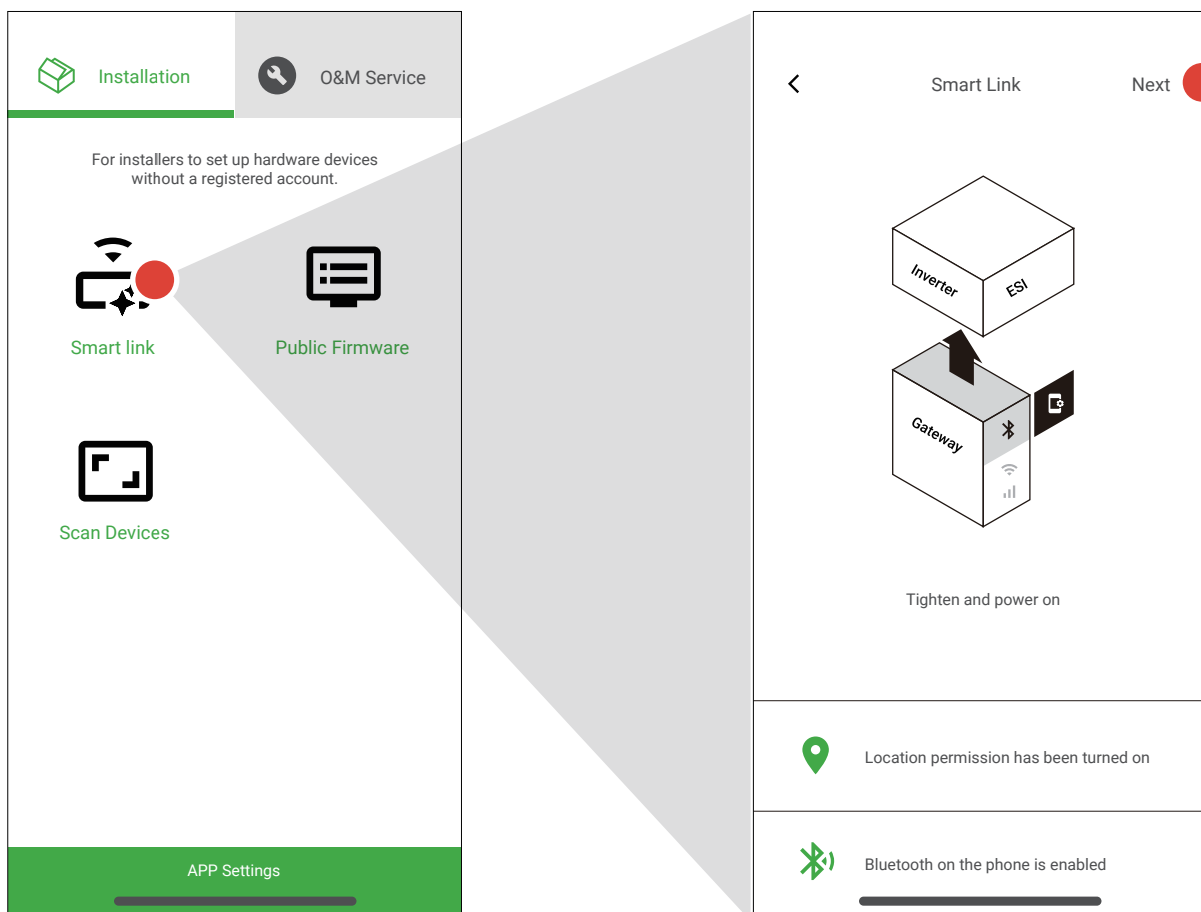 Installation
O&M Service
For installers to set up hardware devices
without a registered account.
Smart link
Public Firmware
Scan Devices
APP Settings
Smart Link
Next
Inverter
ESI
Gateway
Tighten and power on
Location permission has been turned on
Bluetooth on the phone is enabled